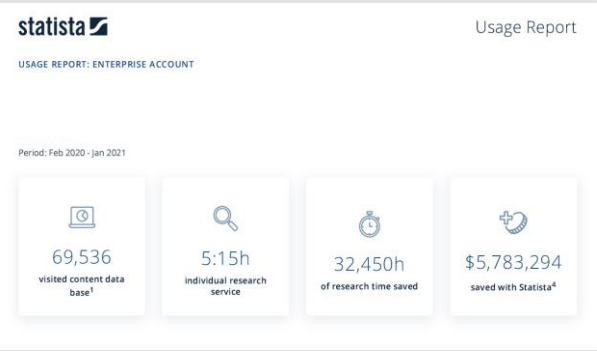 statista
Usage Report
USAGE REPORT: ENTERPRISE ACCOUNT
Period: Feb 2020 - Jan 2021
69,536
visited content data
base¹
5:15h
individual research
service
32,450h
of research time saved
$5,783,294
saved with Statista⁴